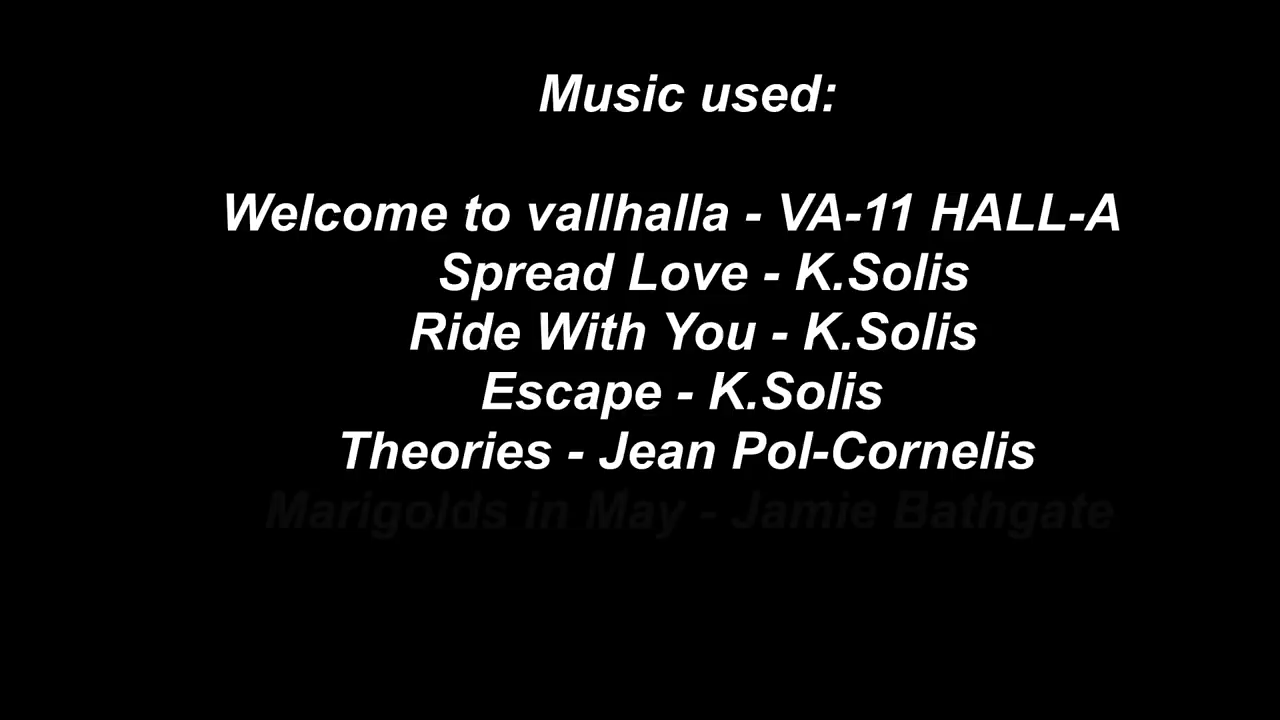 Music used:
Welcome to vallhalla - VA-11 HALL-A
Spread Love - K.Solis
Ride With You - K.Solis
Escape - K.Solis
Theories - Jean Pol-Cornelis
Marigolds in May - Jamie Bathgate